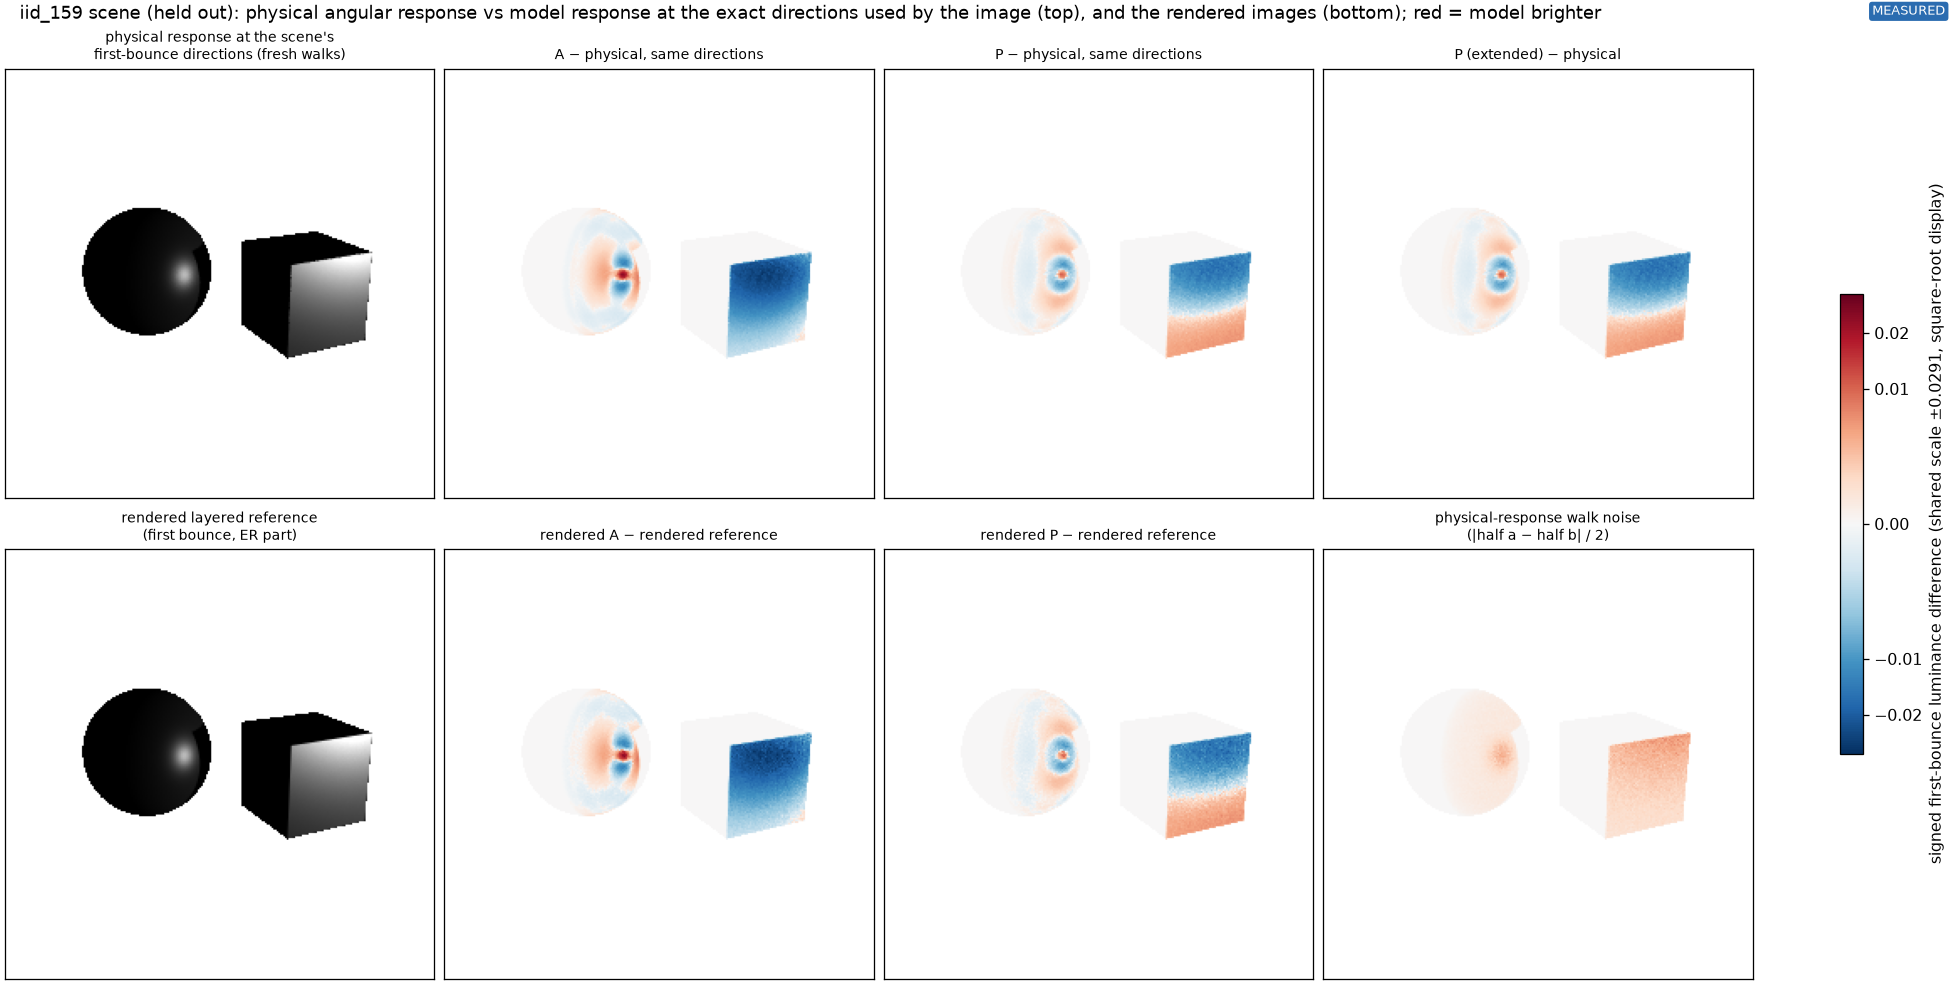 iid_159 scene (held out): physical angular response vs model response at the exact directions used by the image (top), and the rendered images (bottom); red = model brighter
MEASURED
physical response at the scene's
first-bounce directions (fresh walks)
A − physical, same directions
P − physical, same directions
P (extended) − physical
rendered layered reference
(first bounce, ER part)
rendered A − rendered reference
rendered P − rendered reference
physical-response walk noise
(|half a − half b| / 2)
0.02
0.01
0.00
−0.01
−0.02
signed first-bounce luminance difference (shared scale ±0.0291, square-root display)